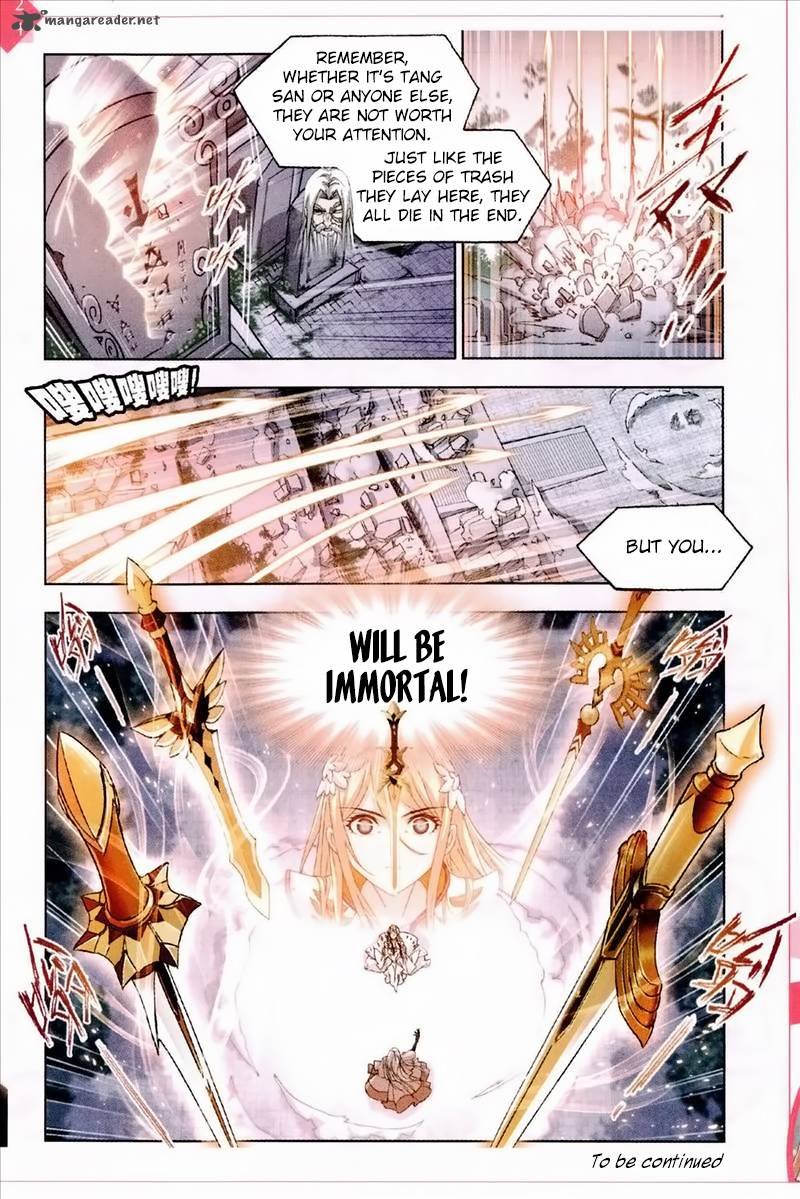 2
mangareader.net
REMEMBER,
WHETHER IT'S TANG
SAN OR ANYONE ELSE,
THEY ARE NOT WORTH
YOUR ATTENTION.
JUST LIKE THE
PIECES OF TRASH
THEY LAY HERE, THEY
ALL DIE IN THE END.
嗖嗖嗖嗖嗖!
BUT YOU...
WILL BE
IMMORTAL!
To be continued